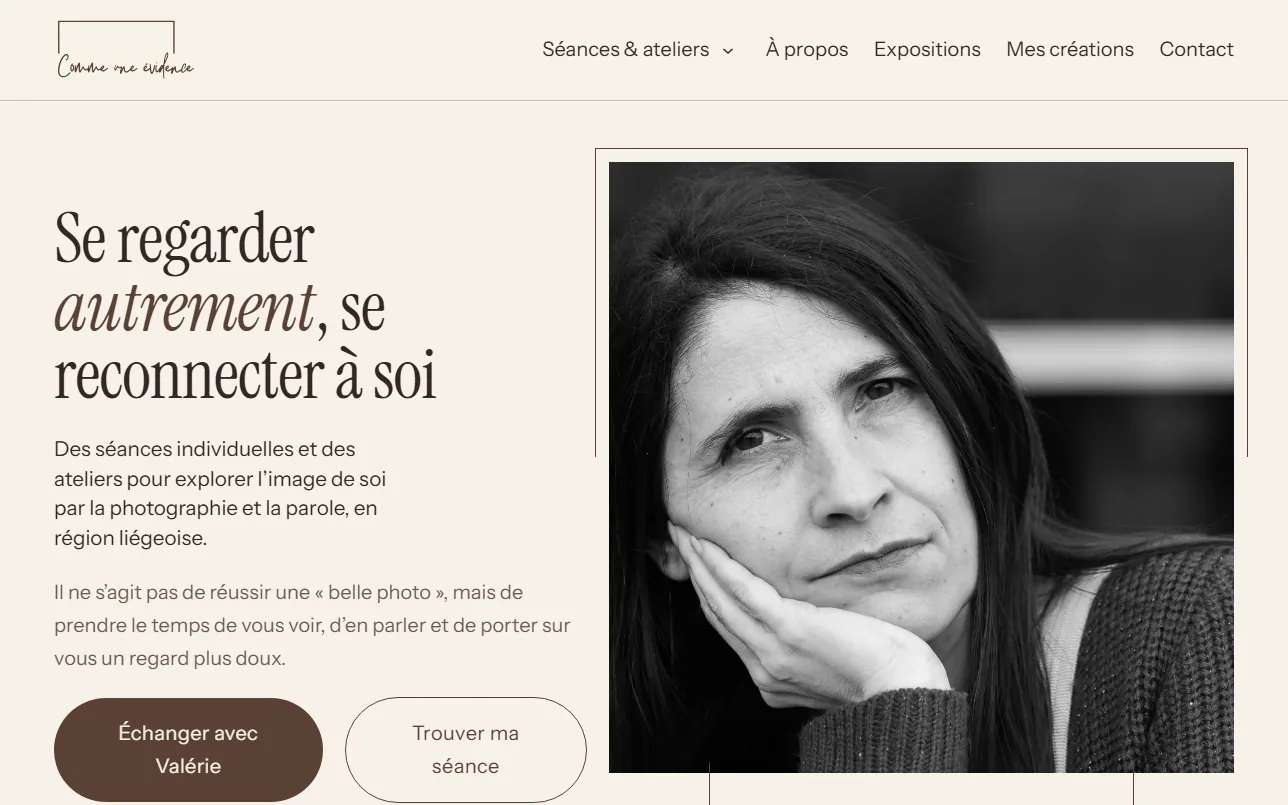 Comme une évidence
Séances & ateliers
À propos
Expositions
Mes créations
Contact
Se regarder
autrement, se
reconnecter à soi
Des séances individuelles et des
ateliers pour explorer l’image de soi
par la photographie et la parole, en
région liégeoise.
Il ne s’agit pas de réussir une « belle photo », mais de
prendre le temps de vous voir, d’en parler et de porter sur
vous un regard plus doux.
Échanger avec
Valérie
Trouver ma
séance